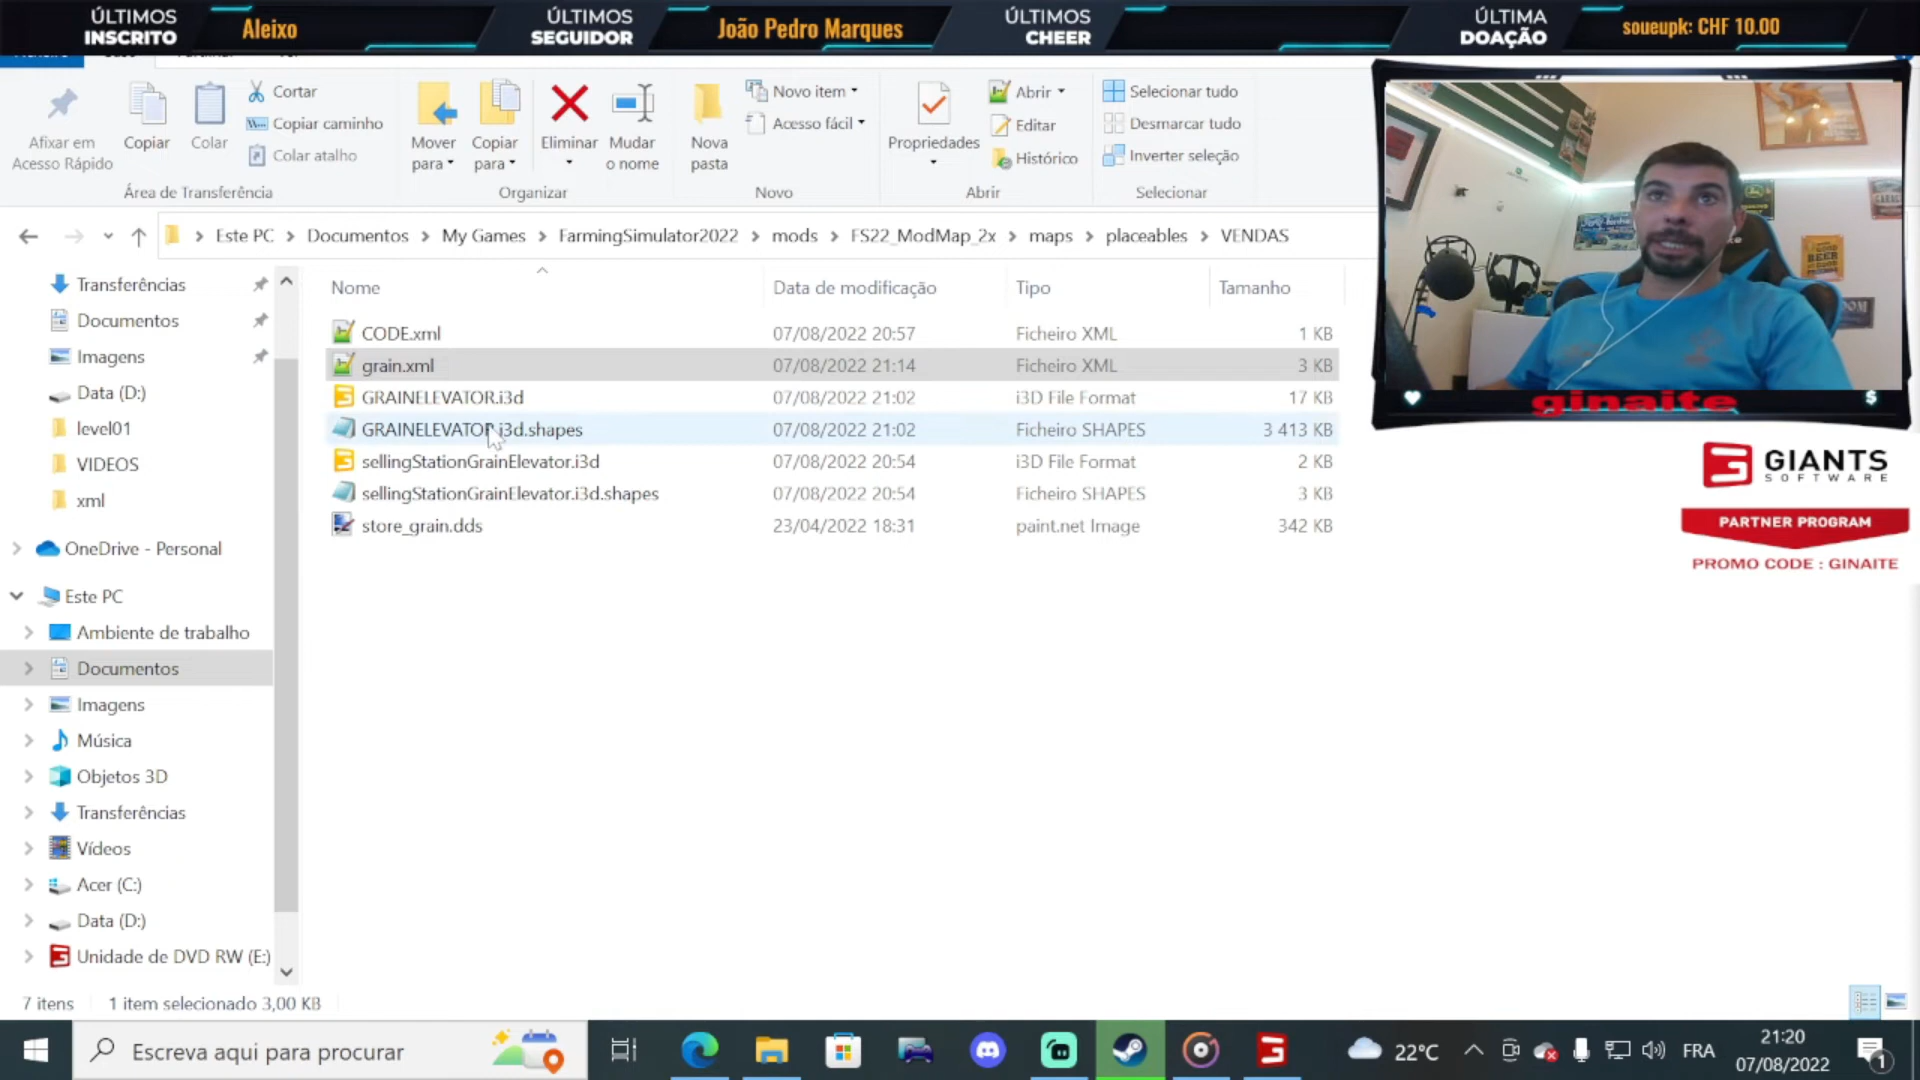 ÚLTIMOS INSCRITO
Aleixo
ÚLTIMOS SEGUIDOR
João Pedro Marques
ÚLTIMOS CHEER
ÚLTIMA DOAÇÃO
soueupk: CHF 10.00
Afixar em Acesso Rápido
Copiar
Colar
Cortar
Copiar caminho
Colar atalho
Área de Transferência
Mover para
Copiar para
Eliminar
Mudar o nome
Organizar
Nova pasta
Novo item
Acesso fácil
Novo
Propriedades
Abrir
Editar
Histórico
Abrir
Selecionar tudo
Desmarcar tudo
Inverter seleção
Selecionar
Este PC > Documentos > My Games > FarmingSimulator2022 > mods > FS22_ModMap_2x > maps > placeables > VENDAS
Transferências
Documentos
Imagens
Data (D:)
level01
VIDEOS
xml
OneDrive - Personal
Este PC
Ambiente de trabalho
Documentos
Imagens
Música
Objetos 3D
Transferências
Vídeos
Acer (C:)
Data (D:)
Unidade de DVD RW (E:)
Nome Data de modificação Tipo Tamanho
CODE.xml 07/08/2022 20:57 Ficheiro XML 1 KB
grain.xml 07/08/2022 21:14 Ficheiro XML 3 KB
GRAINELEVATOR.i3d 07/08/2022 21:02 i3D File Format 17 KB
GRAINELEVATOR.i3d.shapes 07/08/2022 21:02 Ficheiro SHAPES 3 413 KB
sellingStationGrainElevator.i3d 07/08/2022 20:54 i3D File Format 2 KB
sellingStationGrainElevator.i3d.shapes 07/08/2022 20:54 Ficheiro SHAPES 3 KB
store_grain.dds 23/04/2022 18:31 paint.net Image 342 KB
ginaite
GIANTS
SOFTWARE
PARTNER PROGRAM
PROMO CODE : GINAITE
7 itens 1 item selecionado 3,00 KB
Escreva aqui para procurar
22°C
FRA
21:20
07/08/2022
1